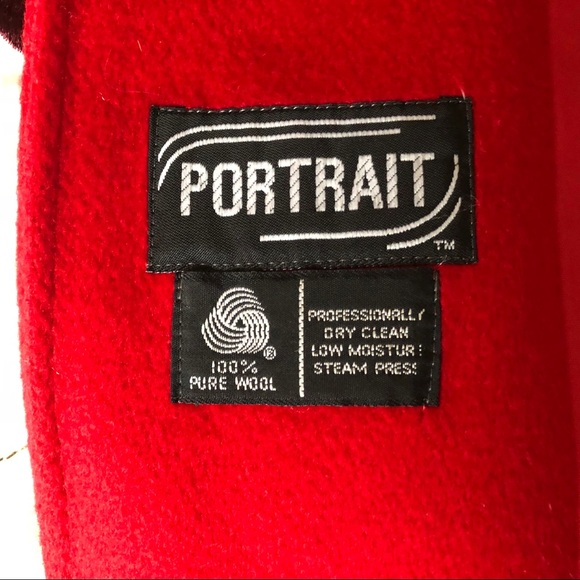 PORTRAIT
TM
®
100%
PURE WOOL
PROFESSIONALLY
DRY CLEAN
LOW MOISTURE
STEAM PRESS